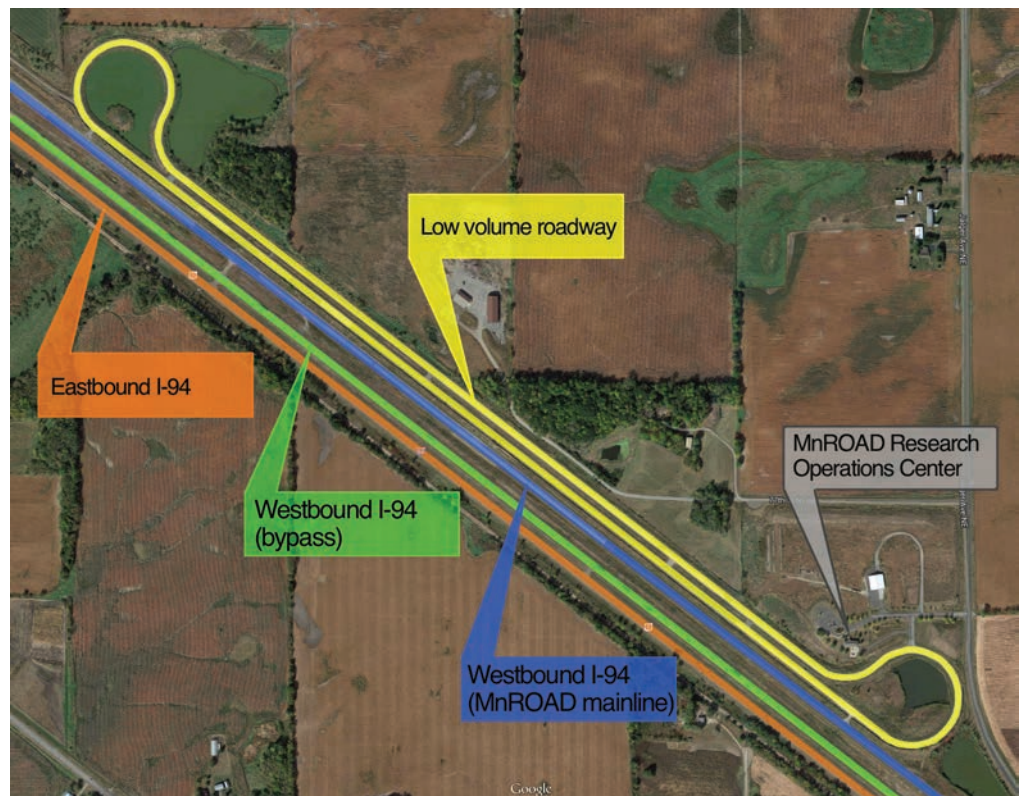 Low volume roadway
Eastbound I-94
MnROAD Research
Operations Center
Westbound I-94
(bypass)
Westbound I-94
(MnROAD mainline)
Google